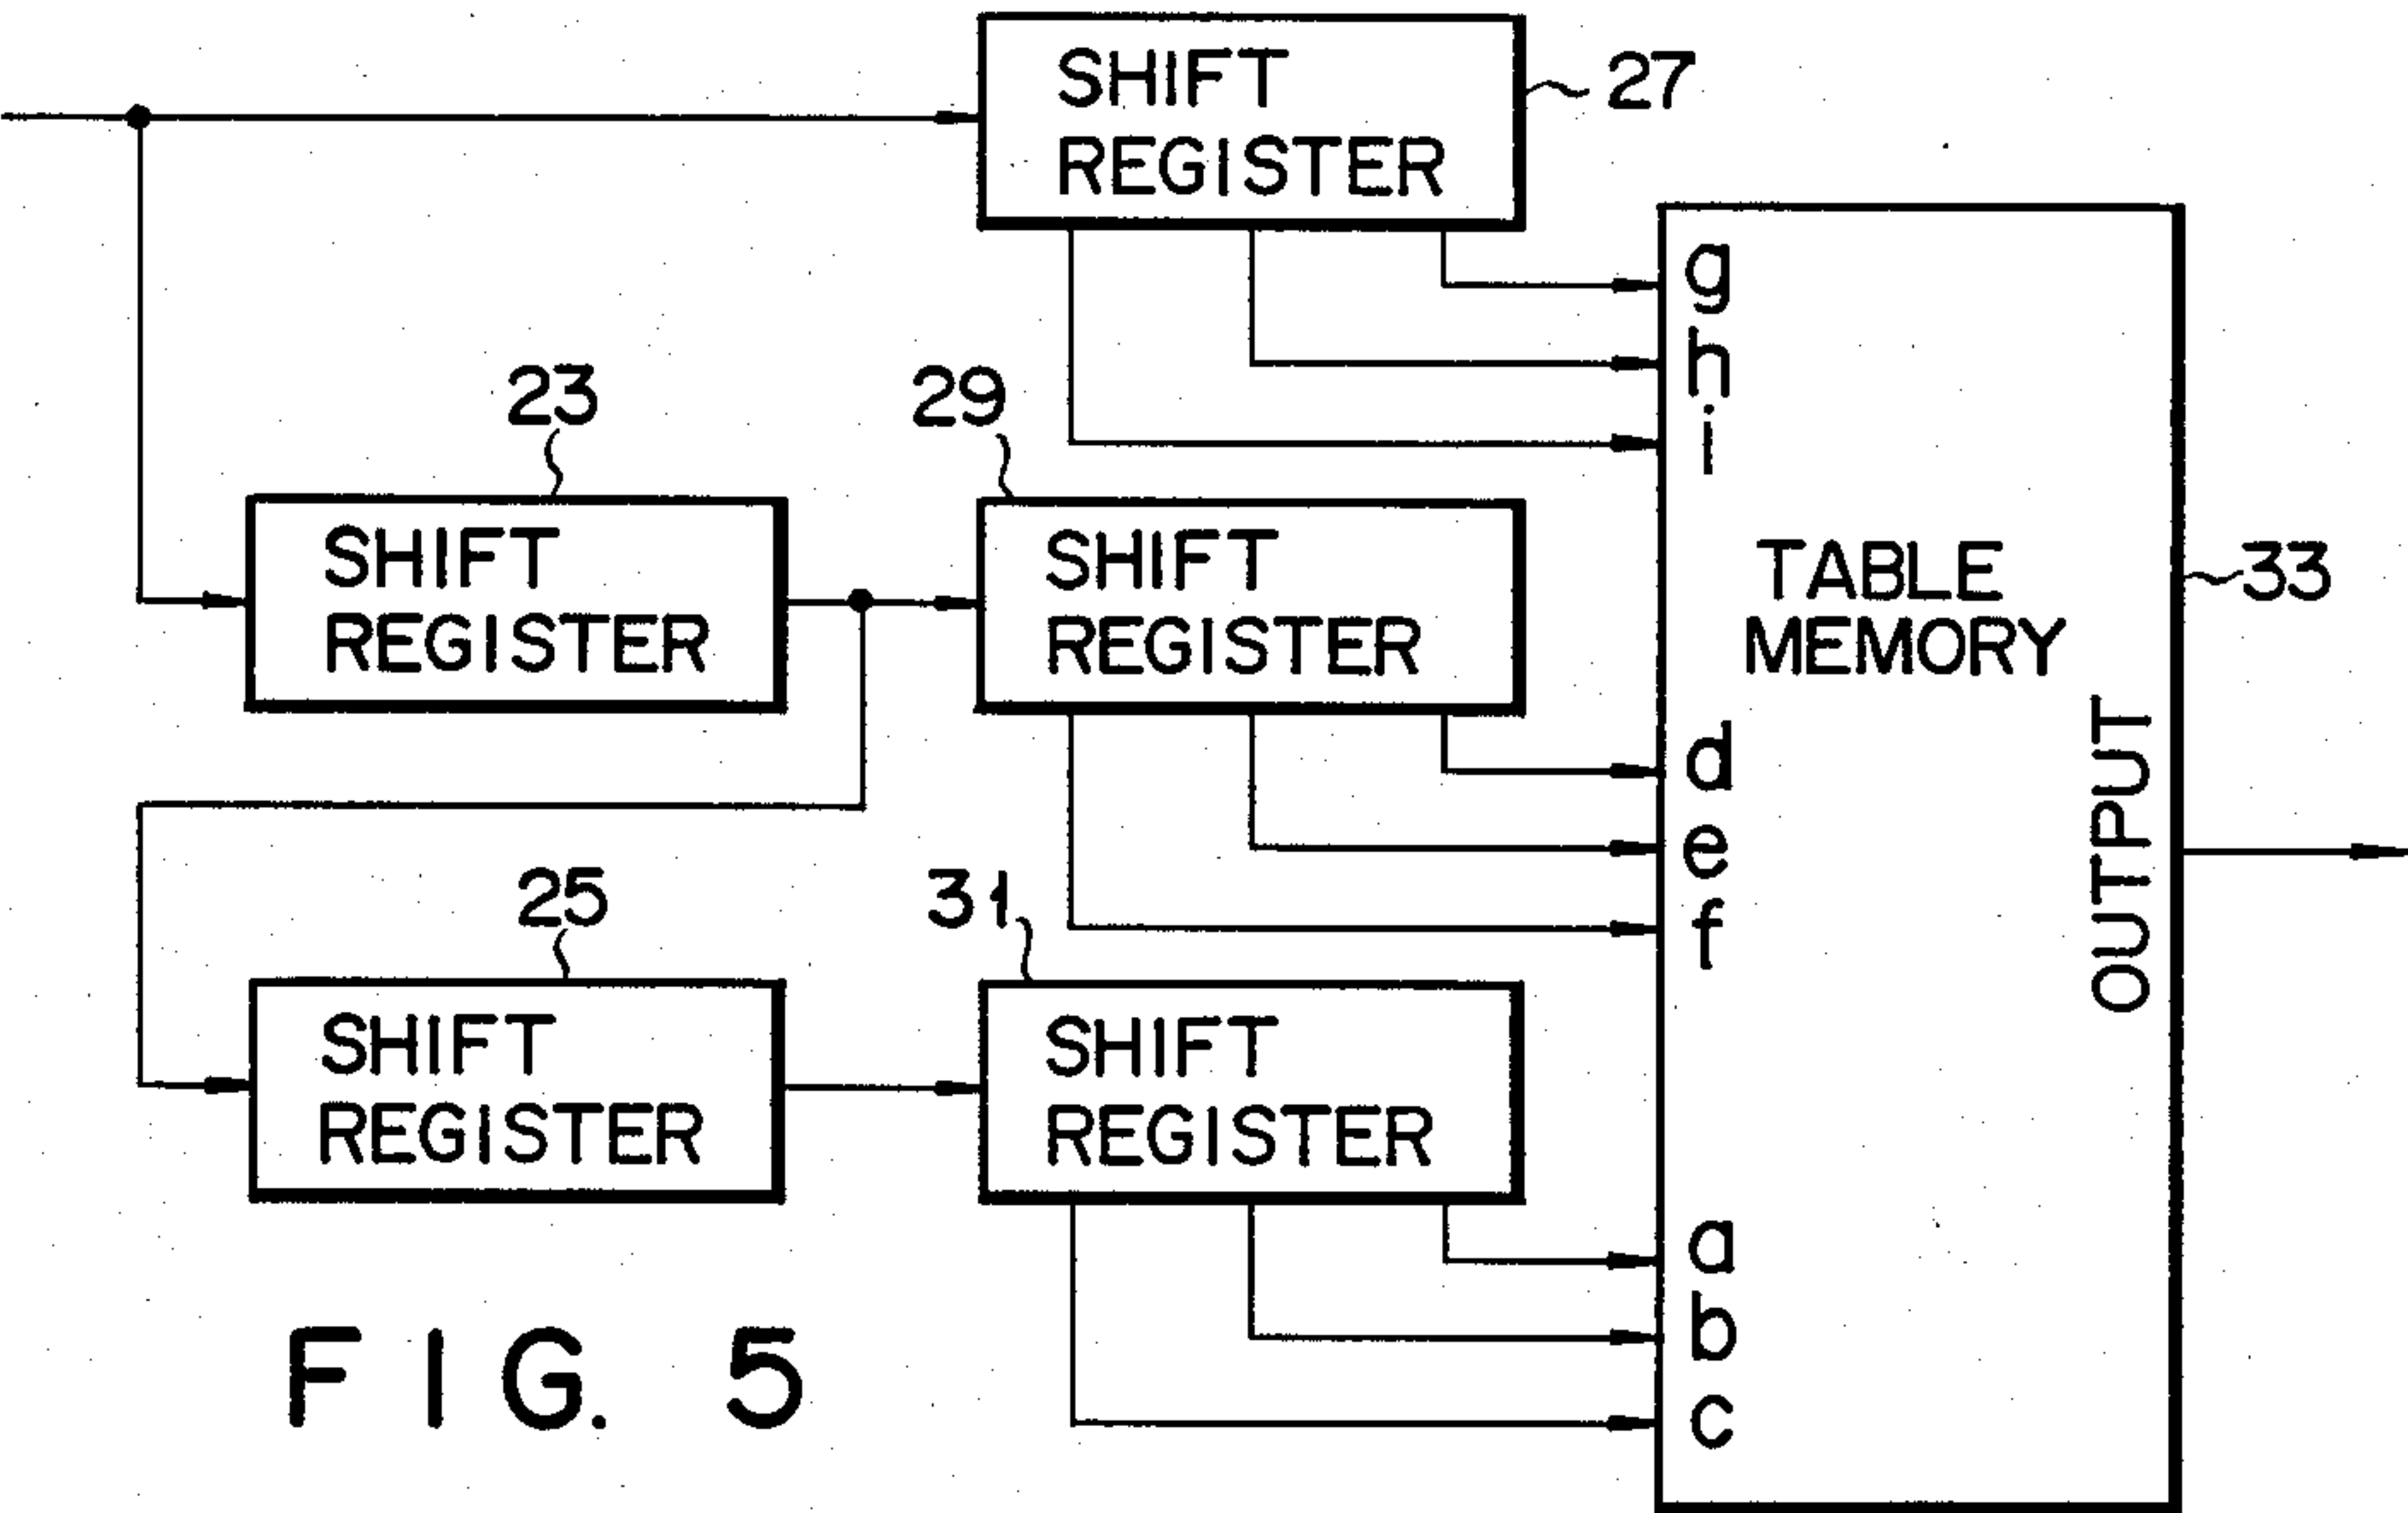 SHIFT
REGISTER
27
g
h
i
23
29
SHIFT
REGISTER
SHIFT
REGISTER
TABLE
MEMORY
33
OUTPUT
d
e
f
25
31
SHIFT
REGISTER
SHIFT
REGISTER
a
b
c
FIG. 5